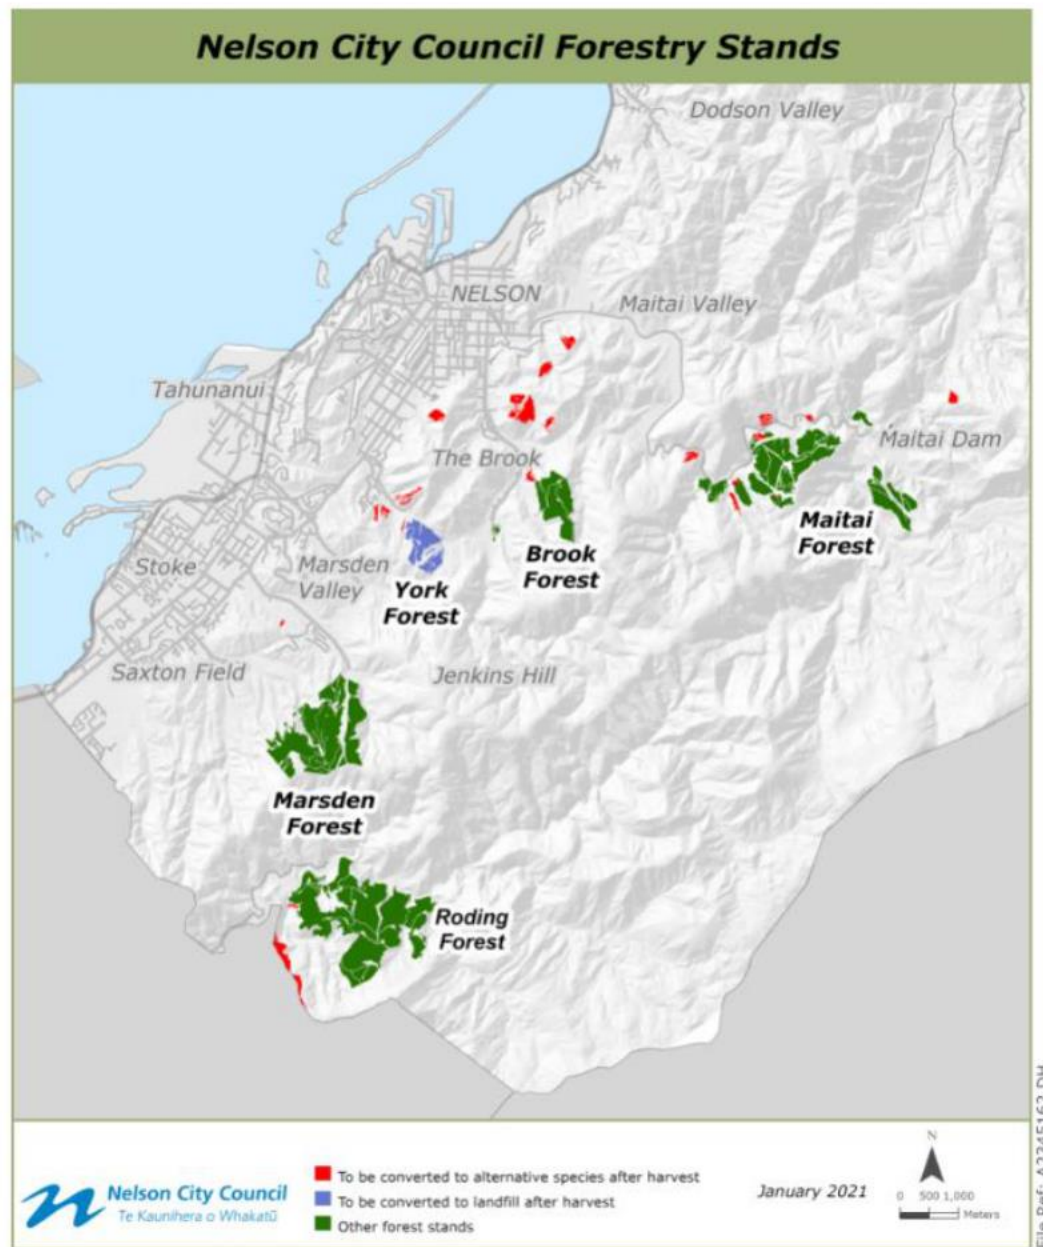 Nelson City Council Forestry Stands
Dodson Valley
NELSON
Maitai Valley
Tahunanui
The Brook
Maitai Dam
Maitai
Forest
Brook
Forest
Stoke
Marsden
Valley
York
Forest
Saxton Field
Jenkins Hill
Marsden
Forest
Roding
Forest
Nelson City Council
Te Kaunihera o Whakatū
To be converted to alternative species after harvest
To be converted to landfill after harvest
Other forest stands
January 2021
N
0 500 1,000
Meters
File Ref: A2345162_DH